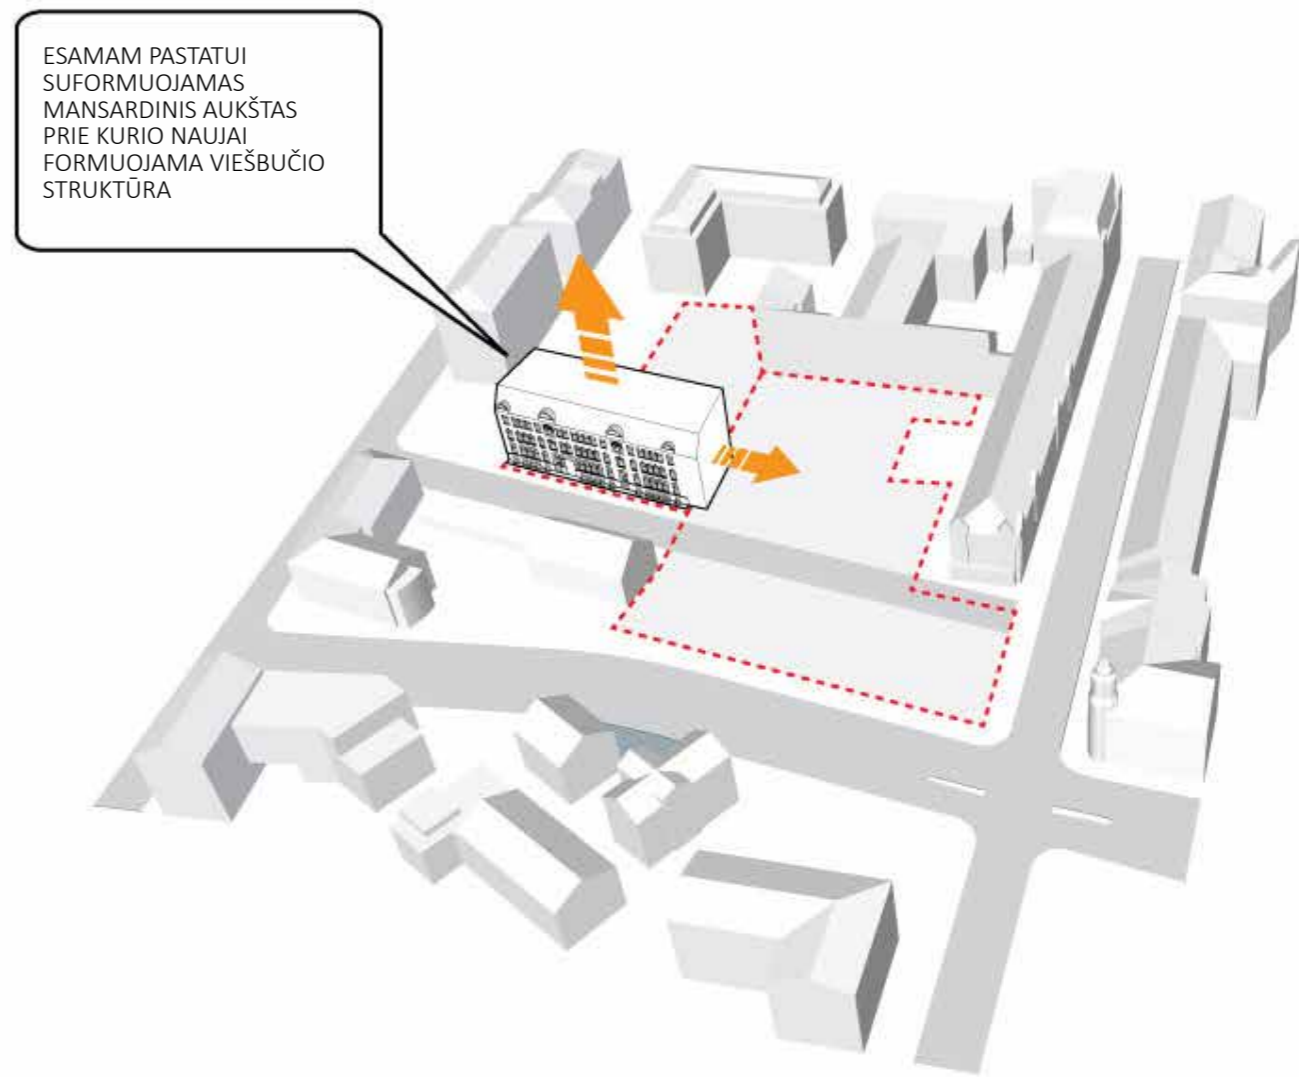 ESAMAM PASTATUI
SUFORMUOJAMAS
MANSARDINIS AUKŠTAS
PRIE KURIO NAUJAI
FORMUOJAMA VIEŠBUČIO
STRUKTŪRA